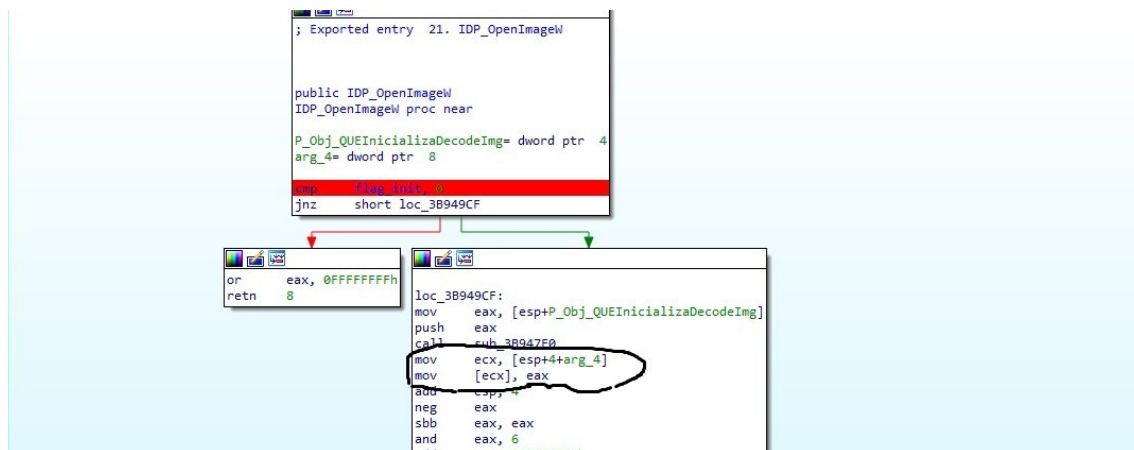 ; Exported entry 21. IDP_OpenImageW
public IDP_OpenImageW
IDP_OpenImageW proc near
P_Obj_QUEInicializaDecodeImg= dword ptr 4
arg_4= dword ptr 8
cmp flag_init, 0
jnz short loc_3B949CF
or eax, 0FFFFFFFFh
retn 8
loc_3B949CF:
mov eax, [esp+P_Obj_QUEInicializaDecodeImg]
push eax
call sub_3B947E0
mov ecx, [esp+4+arg_4]
mov [ecx], eax
add esp, 4
neg eax
sbb eax, eax
and eax, 6